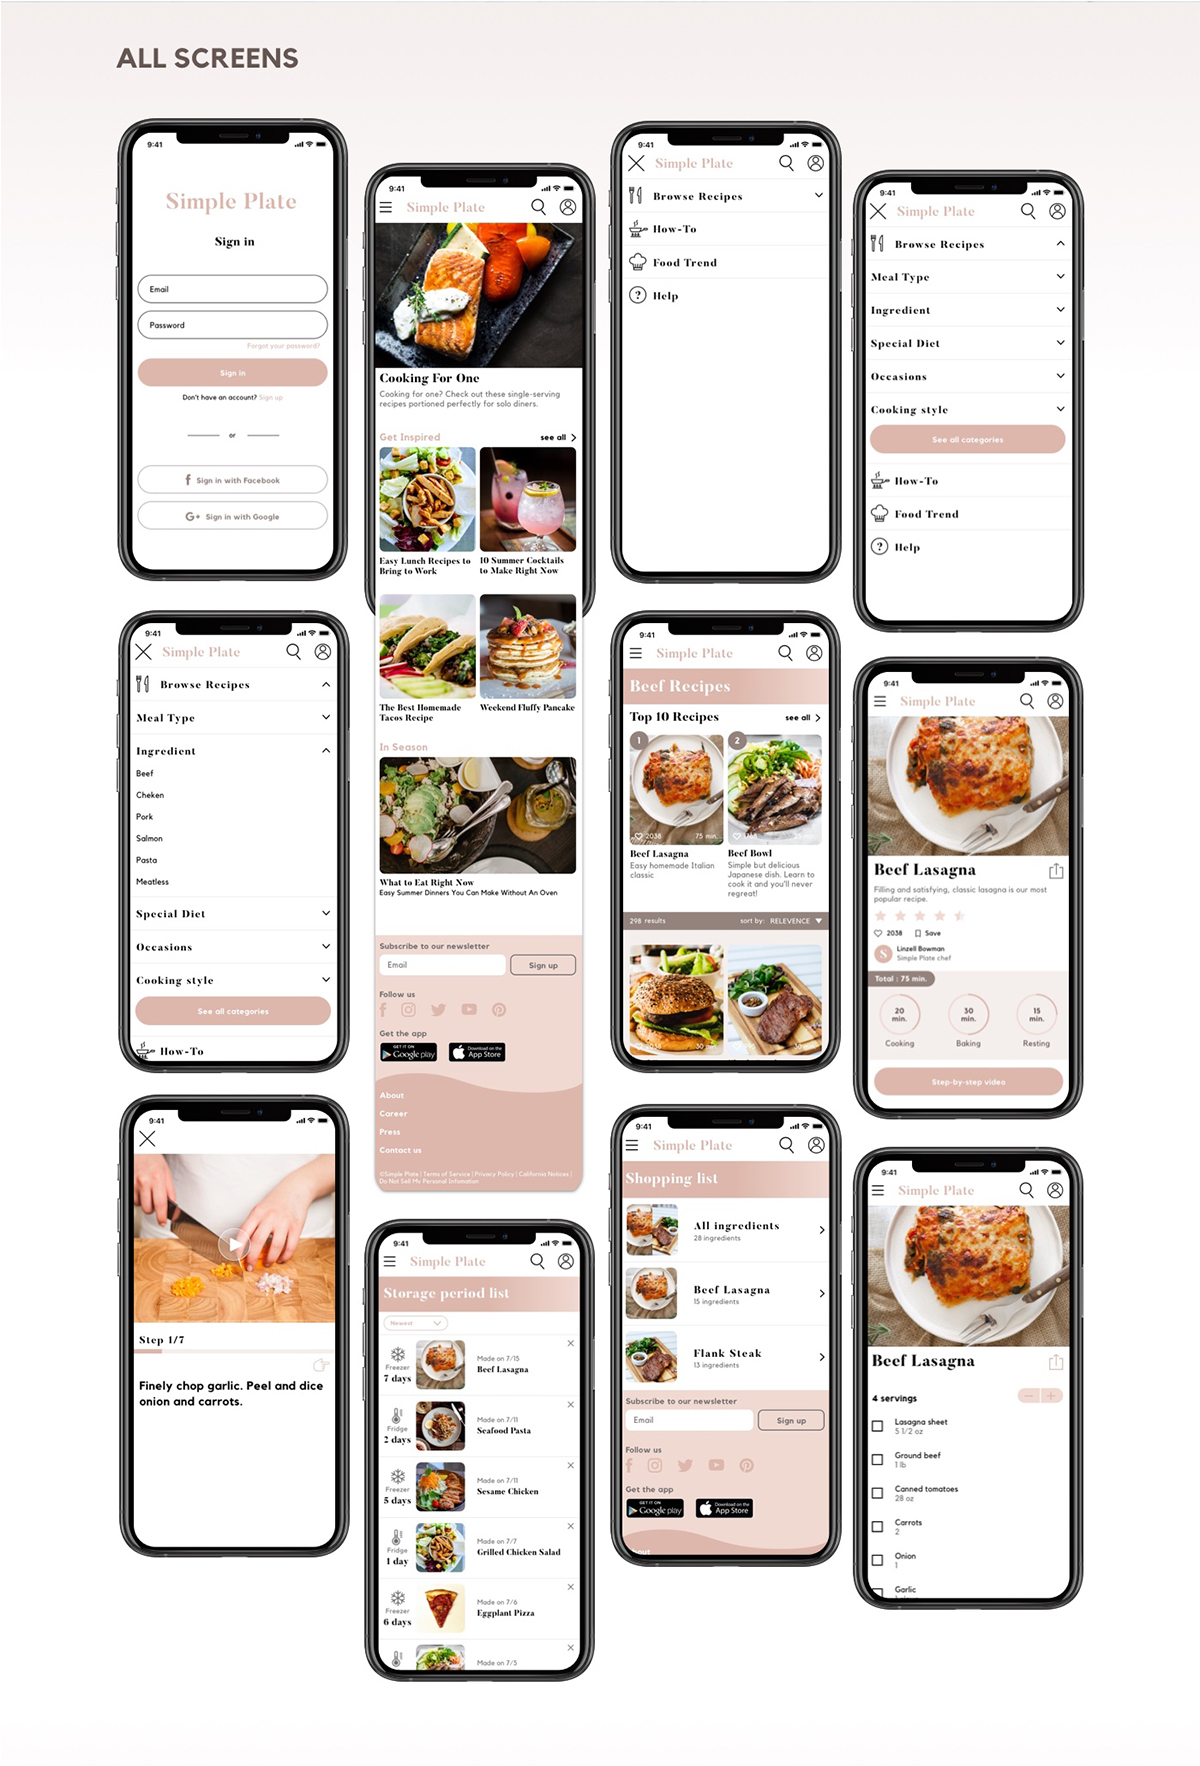 ALL SCREENS
9:41
Simple Plate
Sign in
Email
Password
Forgot your password?
Sign in
Don't have an account? Sign up
or
Sign in with Facebook
G+ Sign in with Google
9:41
Simple Plate
Cooking For One
Cooking for one? Check out these single-serving
recipes portioned perfectly for solo diners.
Get Inspired
see all
Easy Lunch Recipes to
Bring to Work
10 Summer Cocktails
to Make Right Now
The Best Homemade
Tacos Recipe
Weekend Fluffy Pancake
In Season
What to Eat Right Now
Easy Summer Dinners You Can Make Without An Oven
Subscribe to our newsletter
Email
Sign up
Follow us
Get the app
GET IT ON
Google play
Download on the
App Store
About
Career
Press
Contact us
©Simple Plate | Terms of Service | Privacy Policy | California Notices |
Do Not Sell Me Personal Infomation
9:41
Simple Plate
Browse Recipes
How-To
Food Trend
? Help
9:41
Simple Plate
Browse Recipes
Meal Type
Ingredient
Special Diet
Occasions
Cooking style
See all categories
How-To
Food Trend
? Help
9:41
Simple Plate
Browse Recipes
Meal Type
Ingredient
Beef
Cheken
Pork
Salmon
Pasta
Meatless
Special Diet
Occasions
Cooking style
See all categories
How-To
9:41
Simple Plate
Beef Recipes
Top 10 Recipes
see all
1
2038
75 min.
Beef Lasagna
Easy homemade Italian
classic
2
Beef Bowl
Simple but delicious
Japanese dish. Learn to
cook it and you'll never
regret!
298 results
sort by: RELEVENCE
9:41
Simple Plate
Beef Lasagna
Filling and satisfying, classic lasagna is our most
popular recipe.
2038
Save
S
Linzell Bowman
Simple Plate chef
Total : 75 min.
20
min.
Cooking
30
min.
Baking
15
min.
Resting
Step-by-step video
9:41
Step 1/7
Finely chop garlic. Peel and dice
onion and carrots.
9:41
Simple Plate
Storage period list
Newest
Freezer
7 days
Made on 7/15
Beef Lasagna
Fridge
2 days
Made on 7/11
Seafood Pasta
Freezer
5 days
Made on 7/11
Sesame Chicken
Fridge
1 day
Made on 7/7
Grilled Chicken Salad
Freezer
6 days
Made on 7/6
Eggplant Pizza
Made on 7/5
9:41
Simple Plate
Shopping list
All ingredients
28 ingredients
Beef Lasagna
15 ingredients
Flank Steak
13 ingredients
Subscribe to our newsletter
Email
Sign up
Follow us
Get the app
GET IT ON
Google play
Download on the
App Store
9:41
Simple Plate
Beef Lasagna
4 servings
Lasagna sheet
5 1/2 oz
Ground beef
1 lb
Canned tomatoes
28 oz
Carrots
2
Onion
1
Garlic